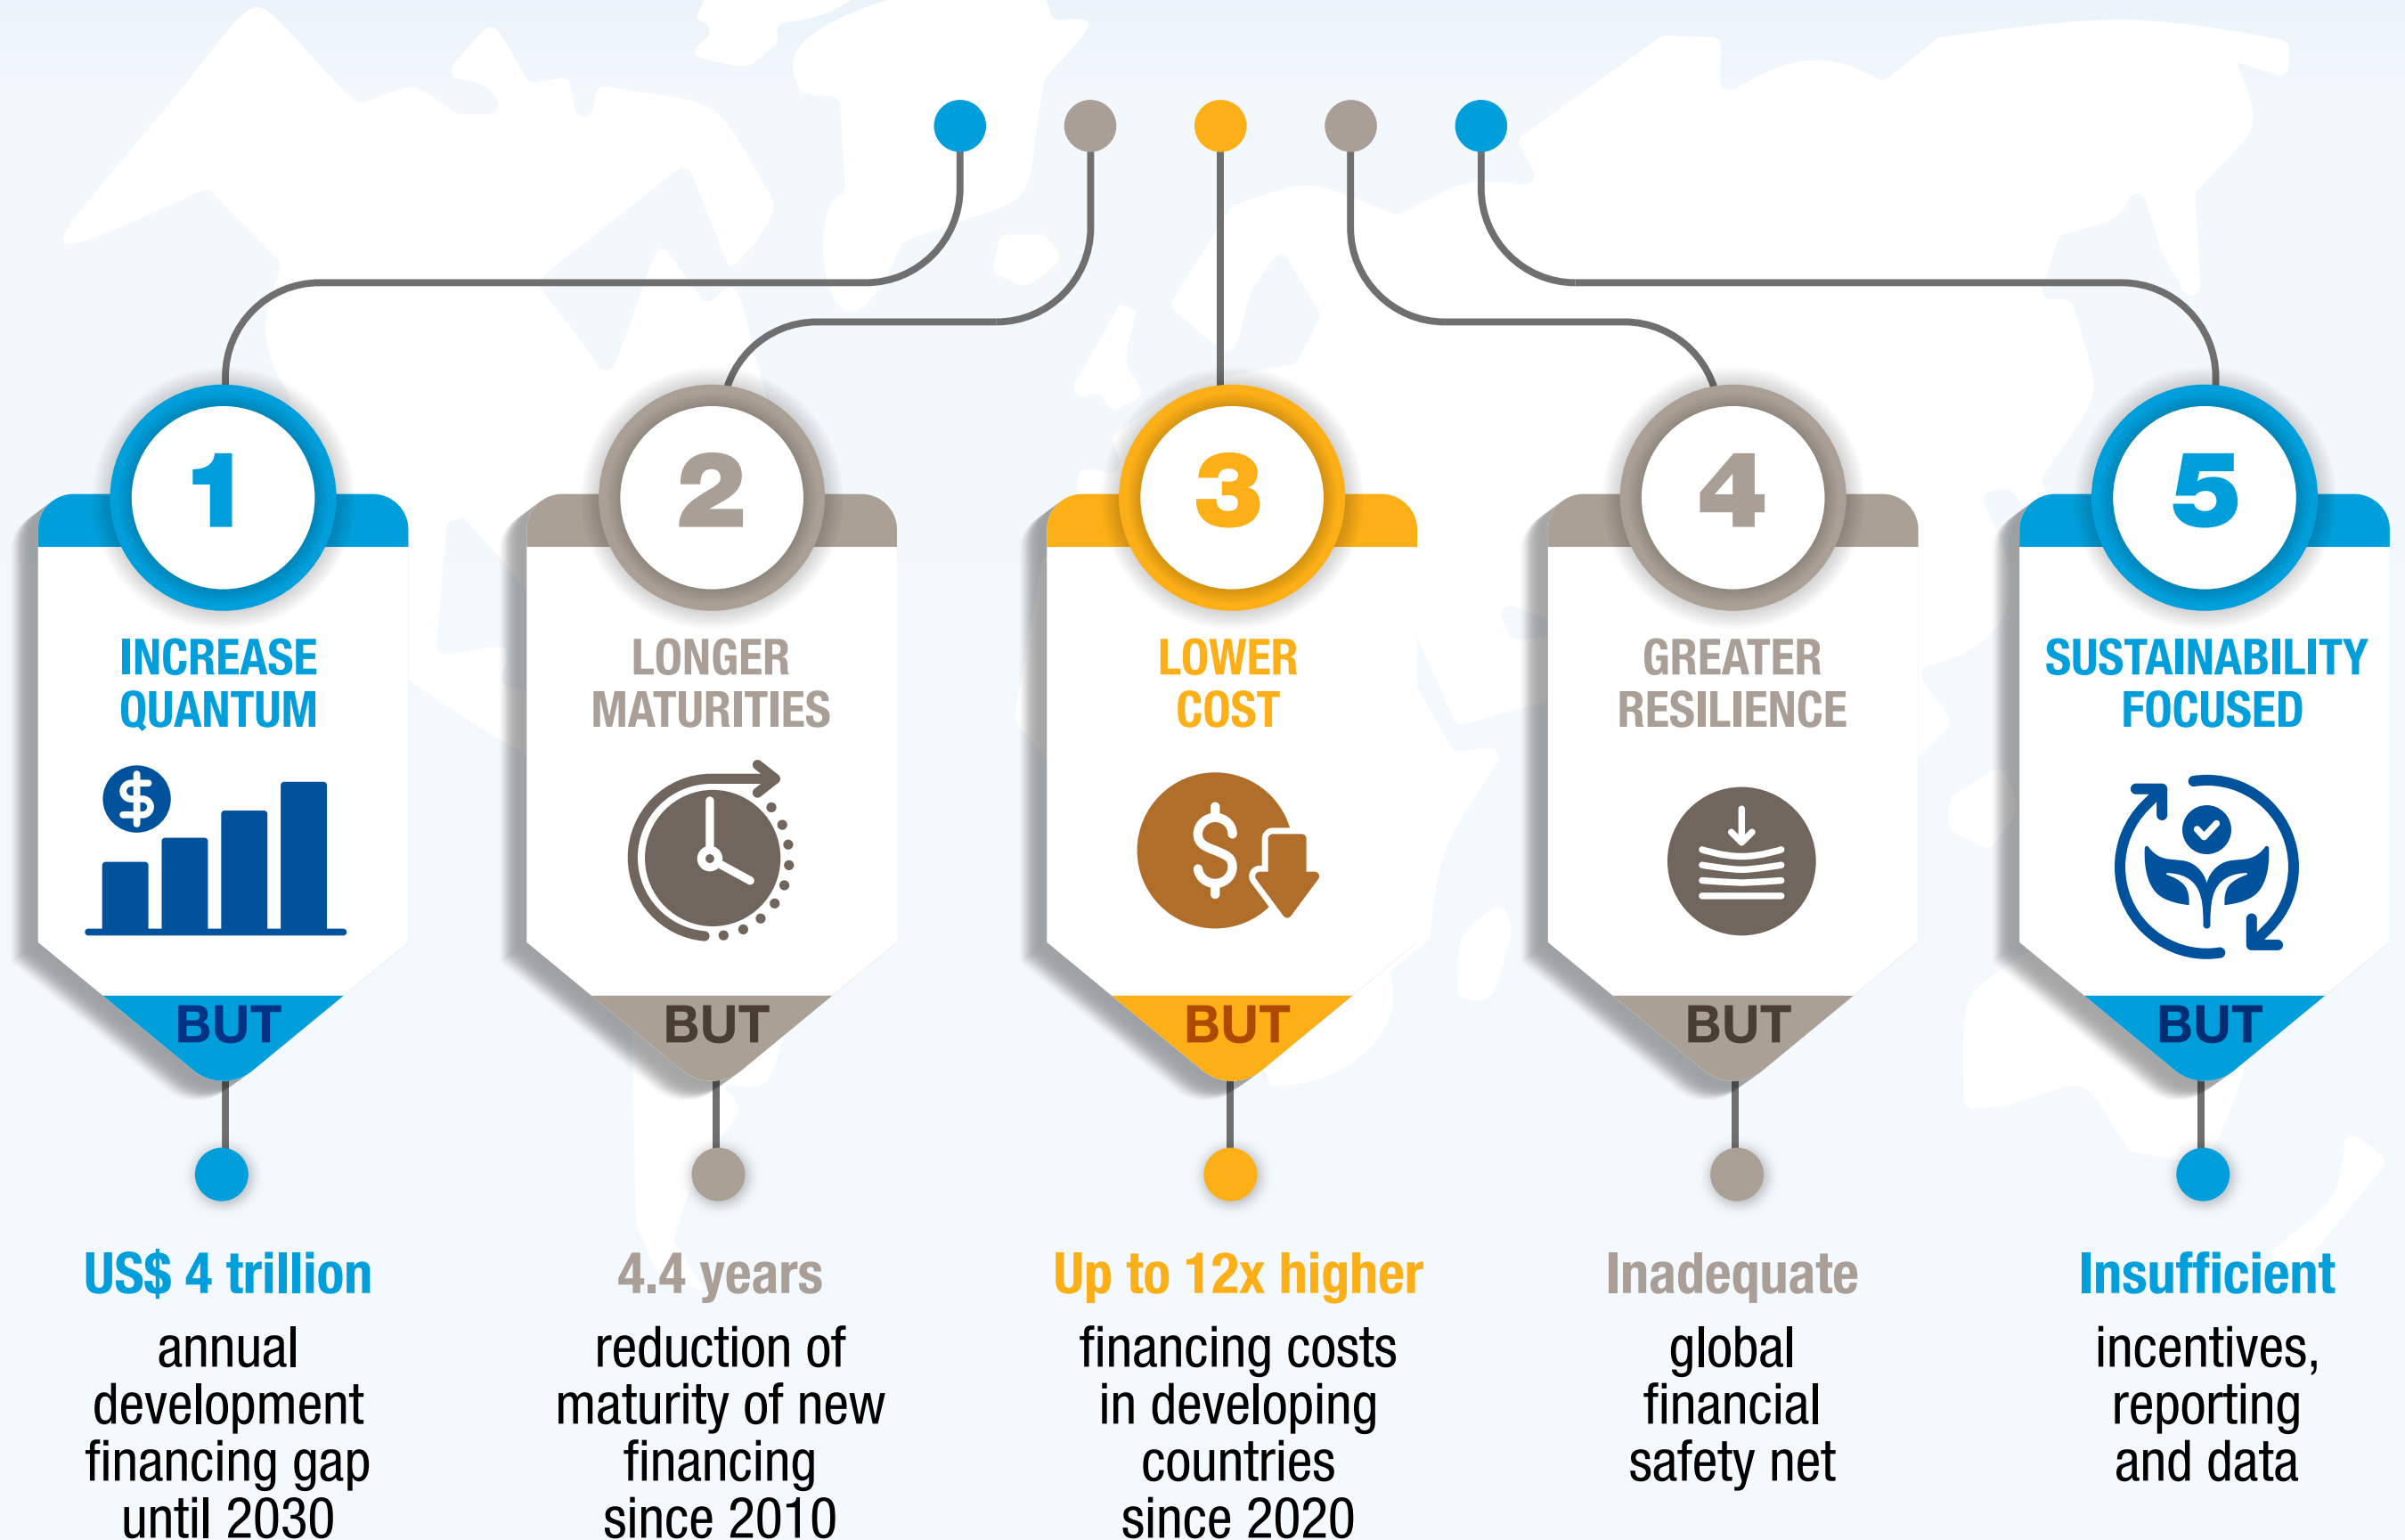 1
INCREASE
QUANTUM
BUT
US$ 4 trillion
annual
development
financing gap
until 2030
2
LONGER
MATURITIES
BUT
4.4 years
reduction of
maturity of new
financing
since 2010
3
LOWER
COST
$
BUT
Up to 12x higher
financing costs
in developing
countries
since 2020
4
GREATER
RESILIENCE
BUT
Inadequate
global
financial
safety net
5
SUSTAINABILITY
FOCUSED
BUT
Insufficient
incentives,
reporting
and data